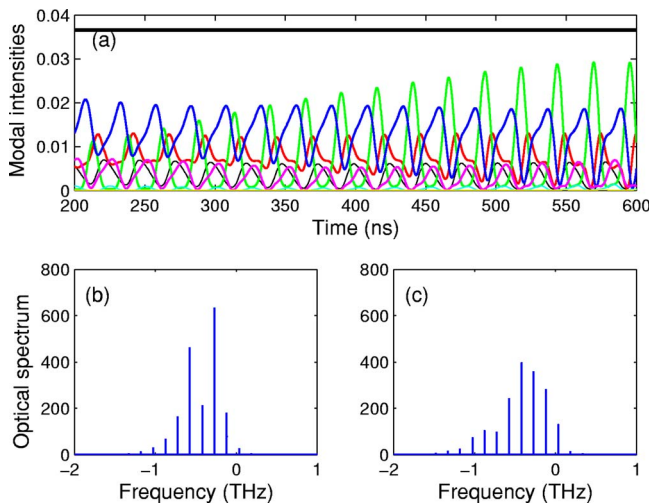 0.04
(a)
0.03
0.02
0.01
0
Modal intensities
200 250 300 350 400 450 500 550 600
Time (ns)
800
(b)
600
400
200
0
Optical spectrum
−2 −1 0 1
Frequency (THz)
800
(c)
600
400
200
0
−2 −1 0 1
Frequency (THz)